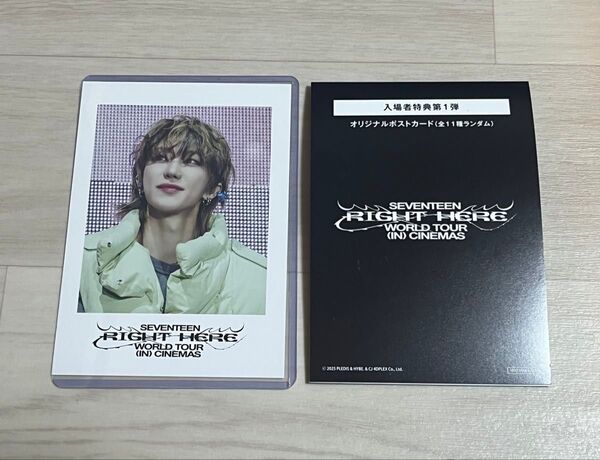 SEVENTEEN
RIGHT HERE
WORLD TOUR
(IN) CINEMAS
入場者特典第1弾
オリジナルポストカード(全11種ランダム)
SEVENTEEN
RIGHT HERE
WORLD TOUR
(IN) CINEMAS
© 2025 PLEDIS & HYBE, & CJ 4DPLEX Co., Ltd.